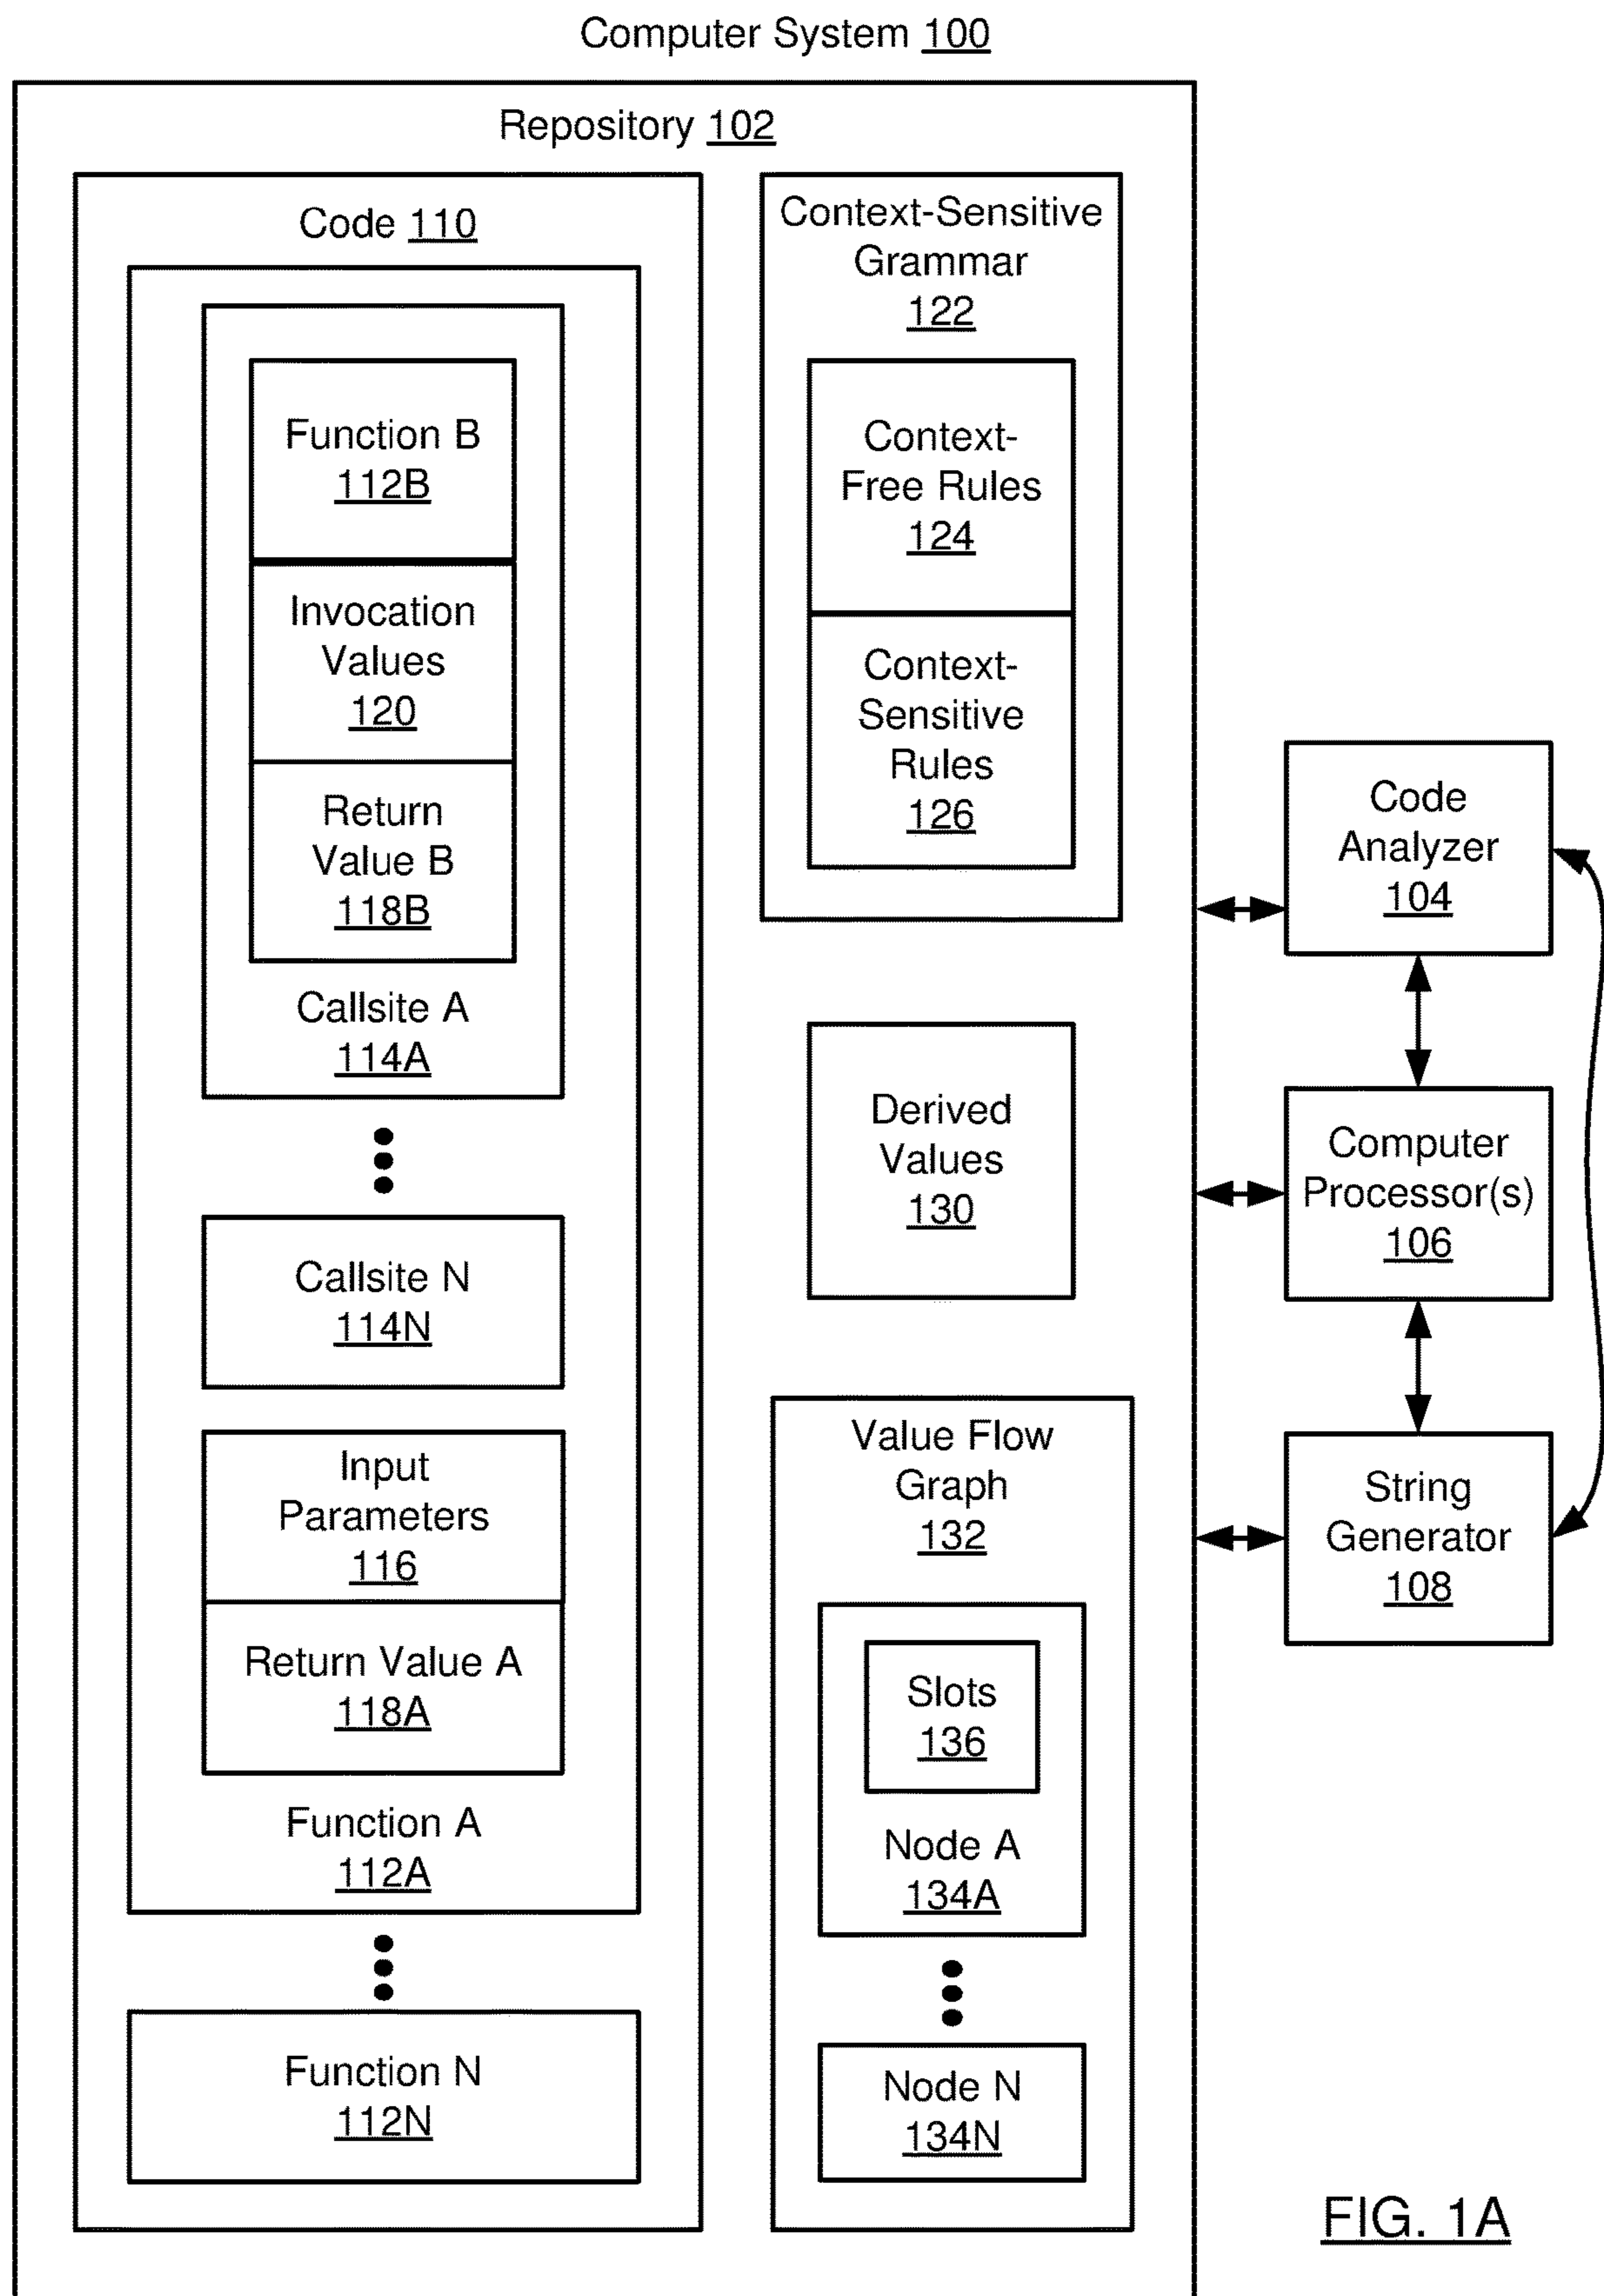 Computer System 100
Repository 102
Code 110
Function B
112B
Invocation
Values
120
Return
Value B
118B
Callsite A
114A
Callsite N
114N
Input
Parameters
116
Return Value A
118A
Function A
112A
Function N
112N
Context-Sensitive
Grammar
122
Context-
Free Rules
124
Context-
Sensitive
Rules
126
Derived
Values
130
Value Flow
Graph
132
Slots
136
Node A
134A
Node N
134N
Code
Analyzer
104
Computer
Processor(s)
106
String
Generator
108
FIG. 1A